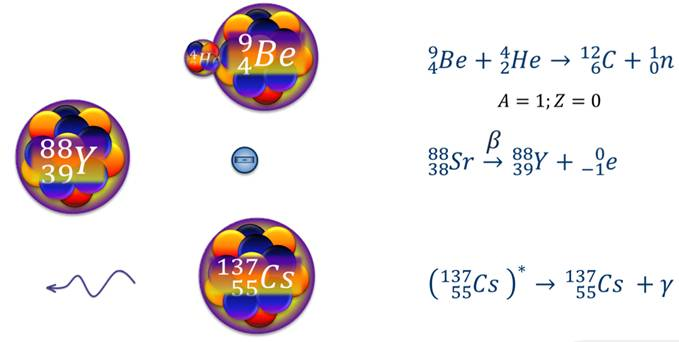 ⁹₄Be
⁴He
⁹₄Be + ⁴₂He → ¹²₆C + ¹₀n
A = 1; Z = 0
⁸⁸₃₉Y
−
⁸⁸₃₈Sr →^β ⁸⁸₃₉Y + ⁰₋₁e
¹³⁷₅₅Cs
(¹³⁷₅₅Cs)* → ¹³⁷₅₅Cs + γ